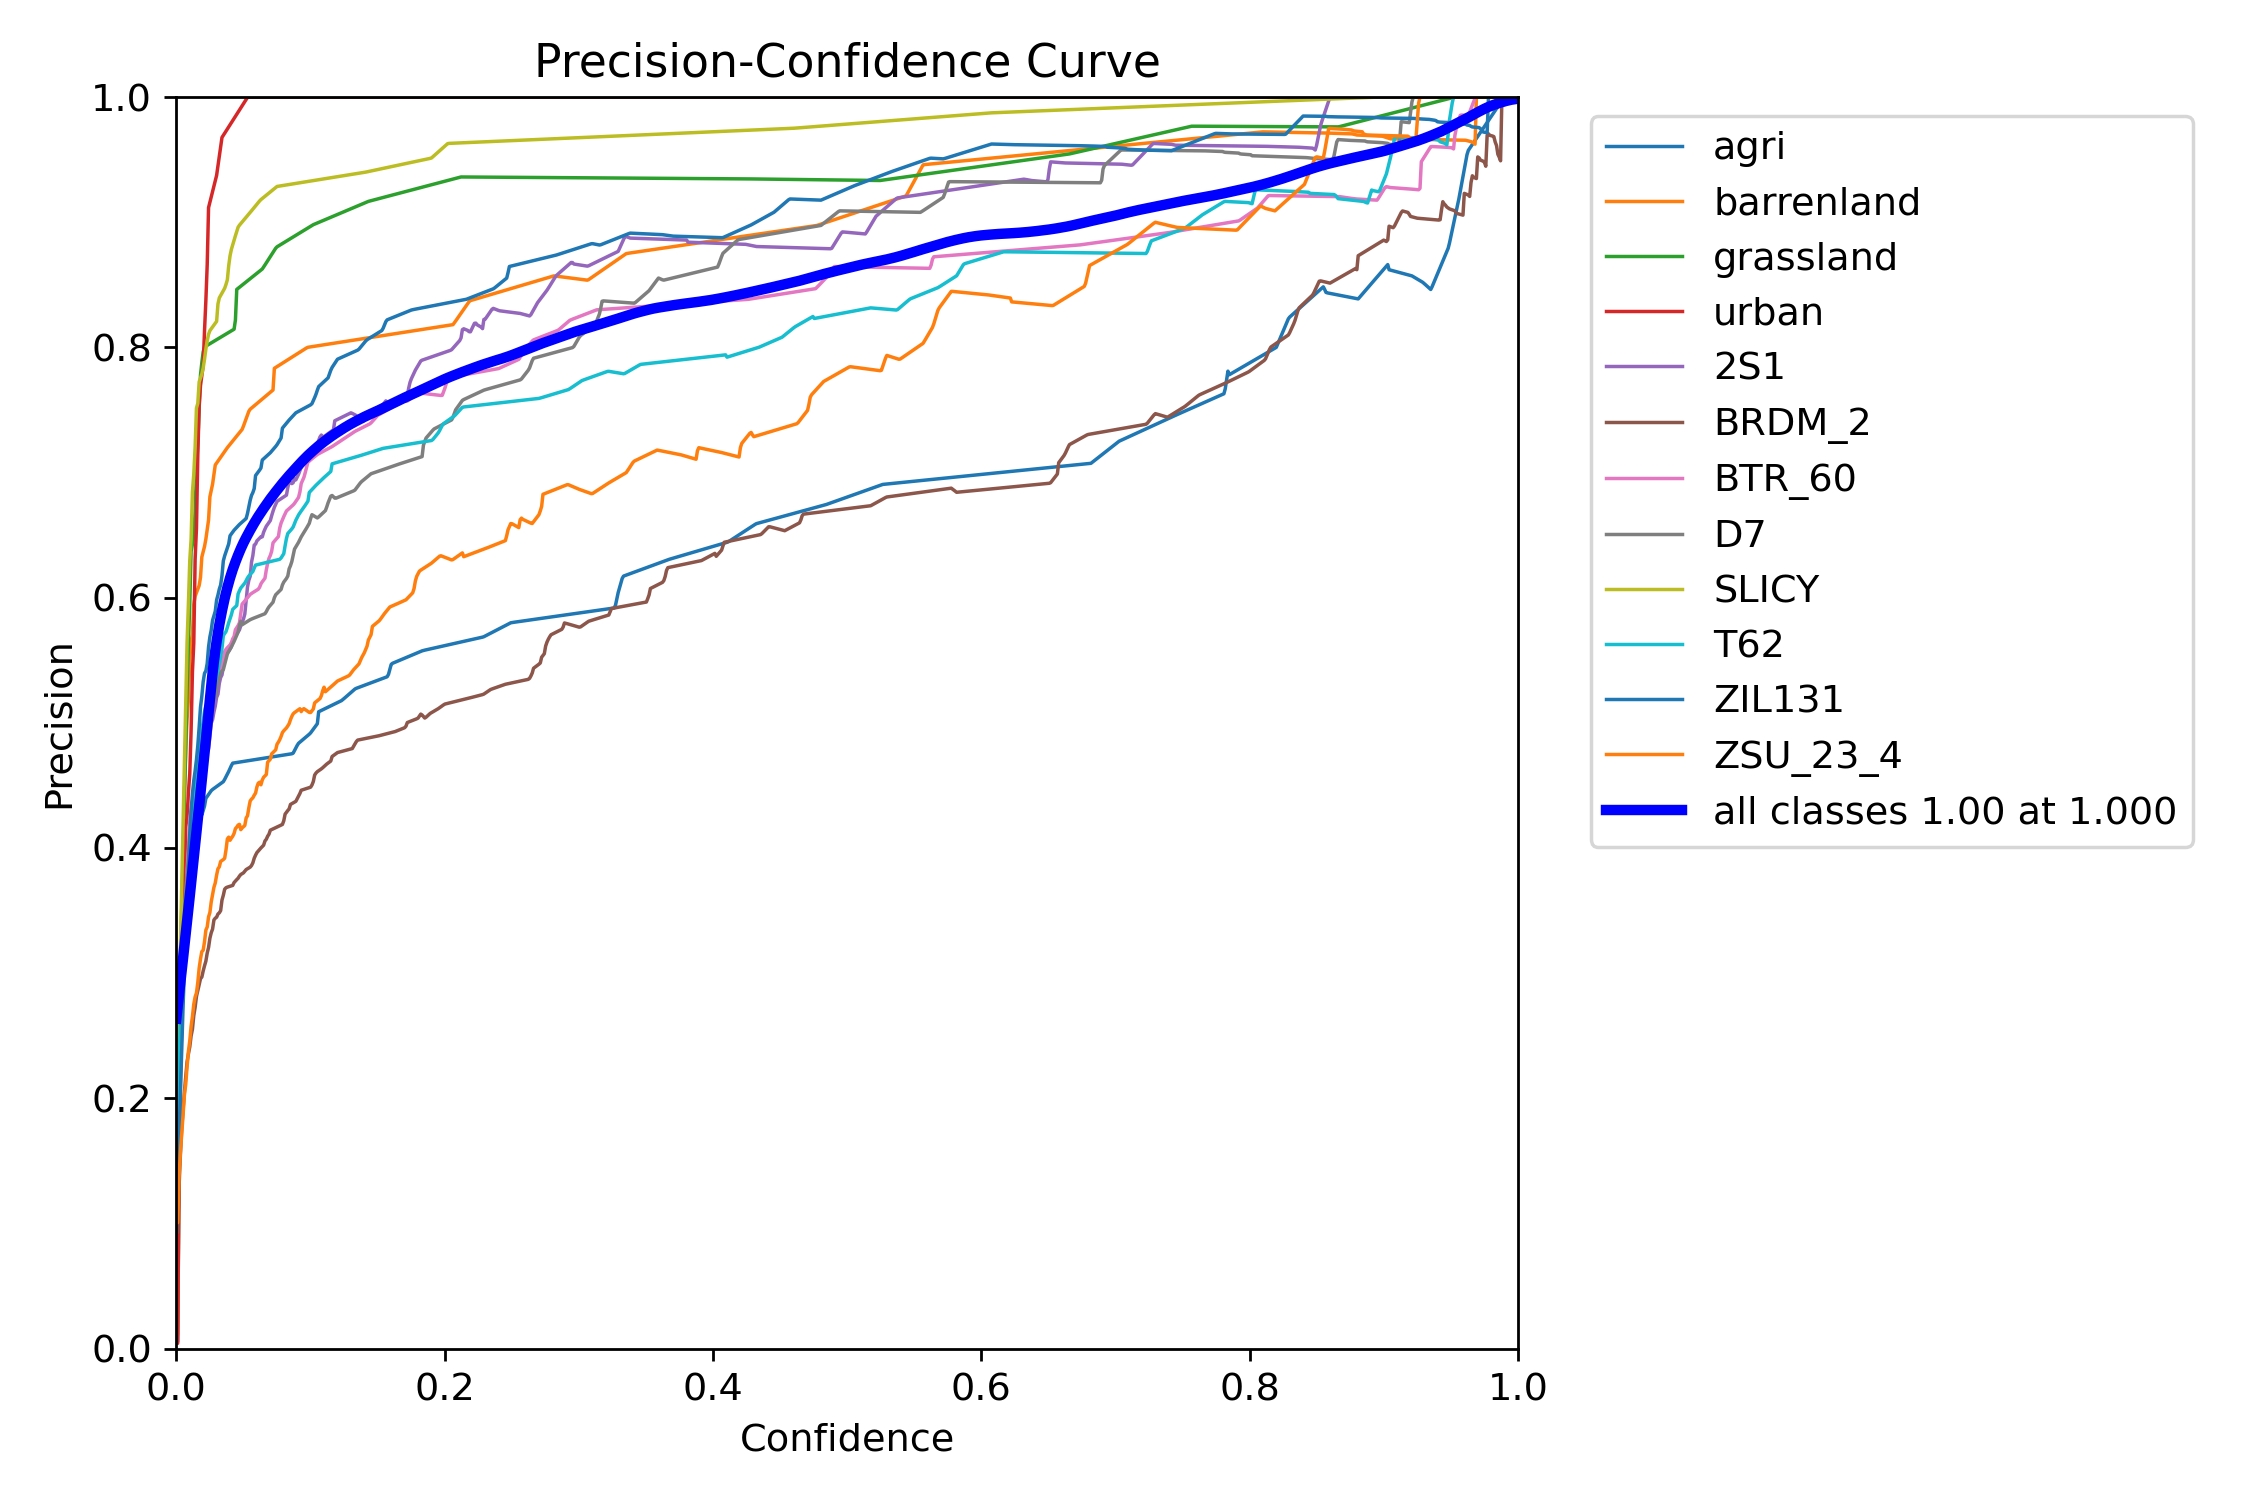 Precision-Confidence Curve
1.0
0.8
0.6
0.4
0.2
0.0
Precision
0.0 0.2 0.4 0.6 0.8 1.0
Confidence
agri
barrenland
grassland
urban
2S1
BRDM_2
BTR_60
D7
SLICY
T62
ZIL131
ZSU_23_4
all classes 1.00 at 1.000